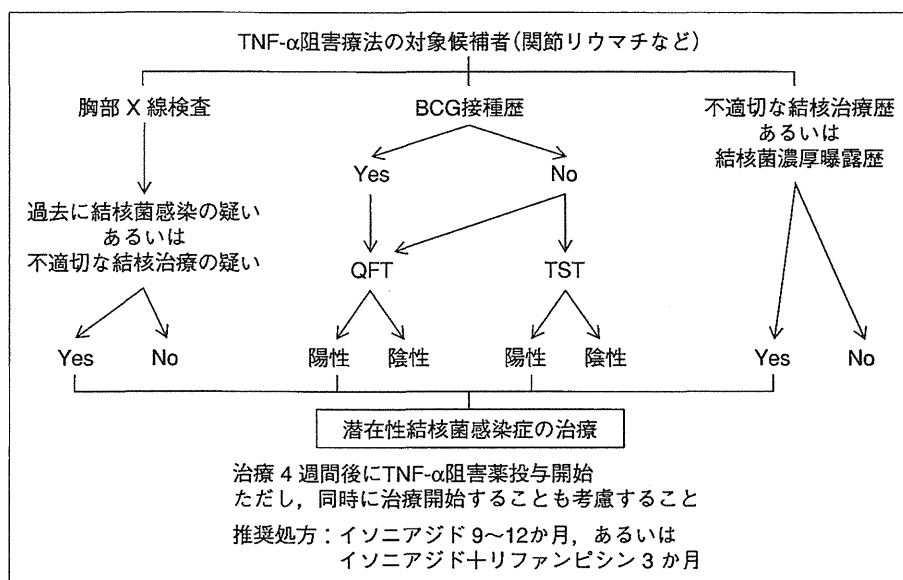 TNF-α阻害療法の対象候補者(関節リウマチなど)
胸部 X 線検査
BCG接種歴
不適切な結核治療歴
あるいは
結核菌濃厚曝露歴
Yes
No
過去に結核菌感染の疑い
あるいは
不適切な結核治療の疑い
QFT
TST
Yes
No
陽性
陰性
陽性
陰性
Yes
No
潜在性結核菌感染症の治療
治療 4 週間後にTNF-α阻害薬投与開始
ただし,同時に治療開始することも考慮すること
推奨処方:イソニアジド 9〜12か月,あるいは
イソニアジド+リファンピシン 3 か月